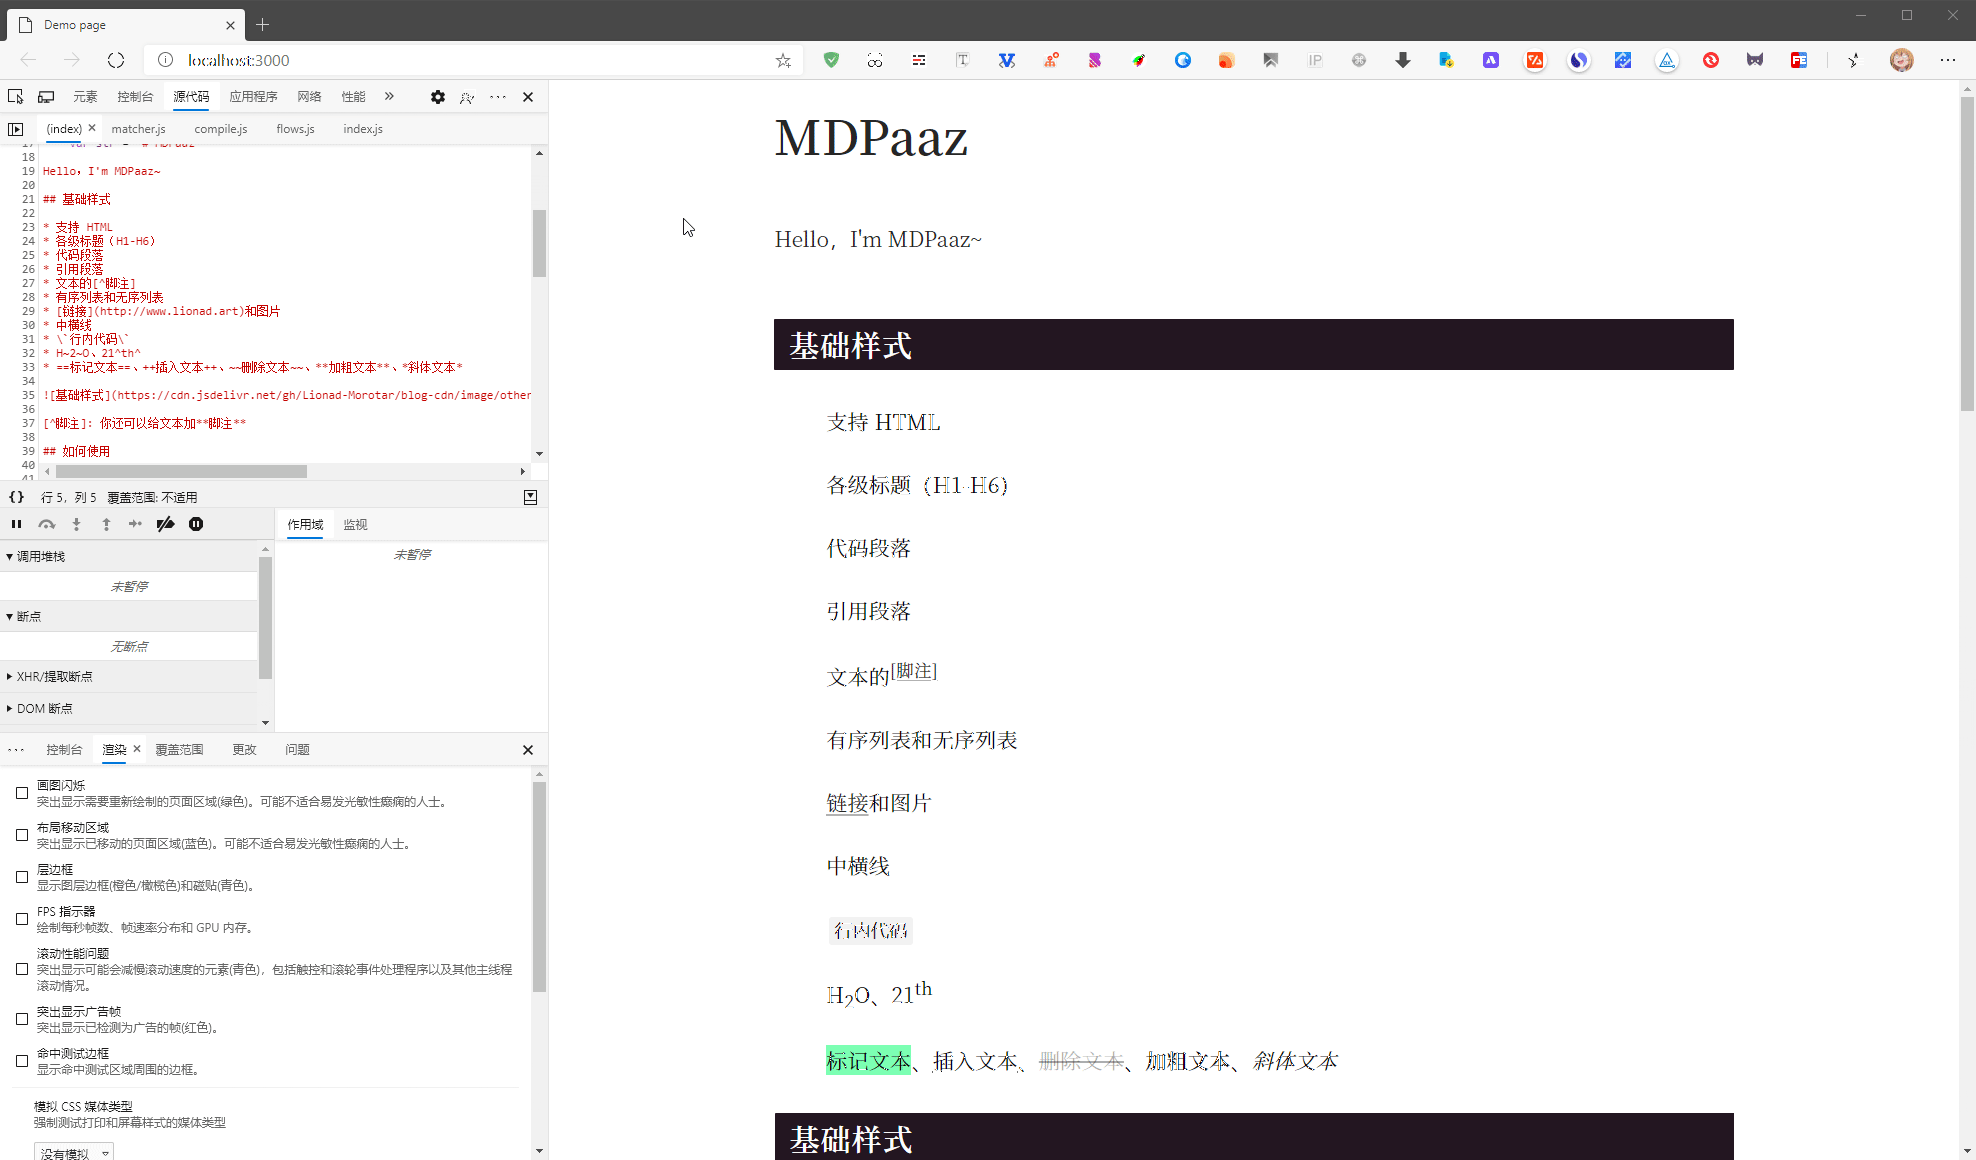 Demo page
localhost:3000
元素 控制台 源代码 应用程序 网络 性能
(index) matcher.js compile.js flows.js index.js
18
19 Hello, I'm MDPaaz~
20
21 ## 基础样式
22
23 * 支持 HTML
24 * 各级标题（H1-H6）
25 * 代码段落
26 * 引用段落
27 * 文本的[^脚注]
28 * 有序列表和无序列表
29 * [链接](http://www.lionad.art)和图片
30 * 中横线
31 * \`行内代码\`
32 * H~2~O、21^th^
33 * ==标记文本==、++插入文本++、~~删除文本~~、**加粗文本**、*斜体文本*
34
35 ![基础样式](https://cdn.jsdelivr.net/gh/Lionad-Morotar/blog-cdn/image/other
36
37 [^脚注]: 你还可以给文本加**脚注**
38
39 ## 如何使用
40
41
{} 行 5，列 5 覆盖范围: 不适用
作用域 监视
调用堆栈
未暂停
未暂停
断点
无断点
XHR/提取断点
DOM 断点
控制台 渲染 覆盖范围 更改 问题
画图闪烁
突出显示需要重新绘制的页面区域(绿色)。可能不适合易发光敏性癫痫的人士。
布局移动区域
突出显示已移动的页面区域(蓝色)。可能不适合易发光敏性癫痫的人士。
层边框
显示图层边框(橙色/橄榄色)和磁贴(青色)。
FPS 指示器
绘制每秒帧数、帧速率分布和 GPU 内存。
滚动性能问题
突出显示可能会减慢滚动速度的元素(青色)，包括触控和滚轮事件处理程序以及其他主线程
滚动情况。
突出显示广告帧
突出显示已检测为广告的帧(红色)。
命中测试边框
显示命中测试区域周围的边框。
模拟 CSS 媒体类型
强制测试打印和屏幕样式的媒体类型
没有模拟
MDPaaz
Hello，I'm MDPaaz~
基础样式
支持 HTML
各级标题（H1-H6）
代码段落
引用段落
文本的[脚注]
有序列表和无序列表
链接和图片
中横线
行内代码
H2O、21th
标记文本、插入文本、删除文本、加粗文本、斜体文本
基础样式